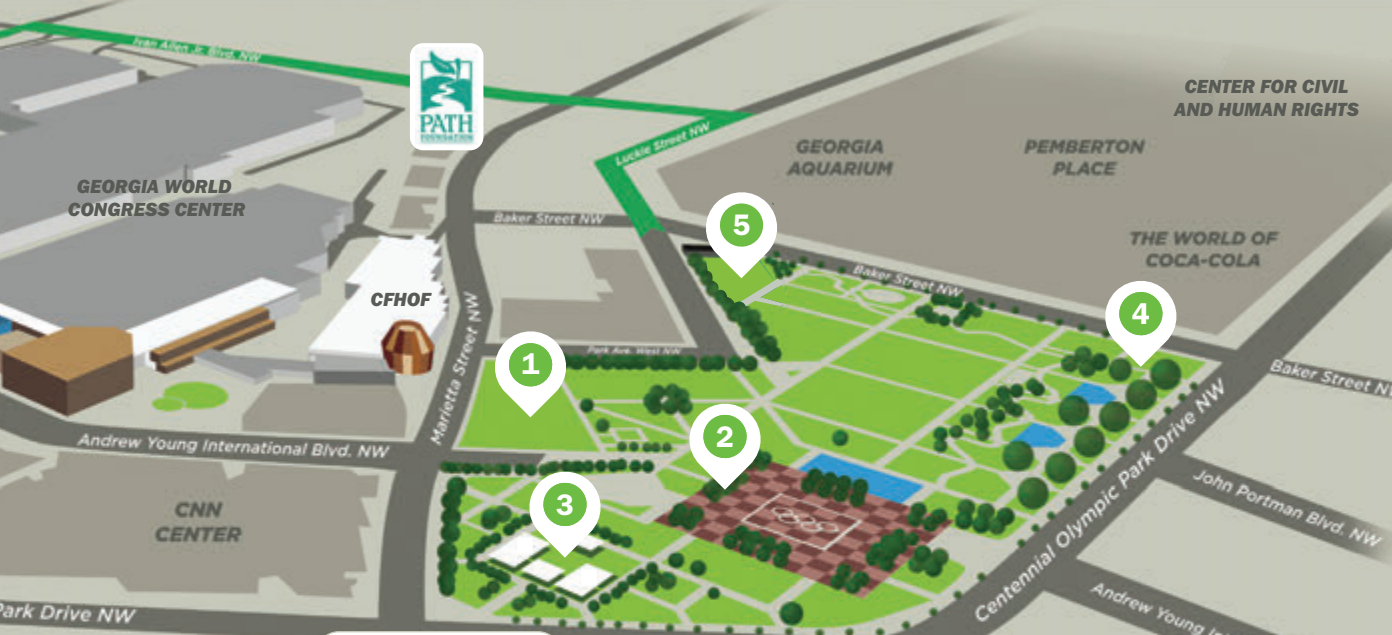 Ivan Allen Jr. Blvd. NW
PATH
FOUNDATION
Luckie Street NW
CENTER FOR CIVIL
AND HUMAN RIGHTS
GEORGIA
AQUARIUM
PEMBERTON
PLACE
GEORGIA WORLD
CONGRESS CENTER
Baker Street NW
5
THE WORLD OF
COCA-COLA
Baker Street NW
CFHOF
4
Marietta Street NW
Park Ave. West NW
1
Baker Street
2
Andrew Young International Blvd. NW
Centennial Olympic Park Drive NW
John Portman Blvd. NW
3
CNN
CENTER
Andrew Young
Park Drive NW